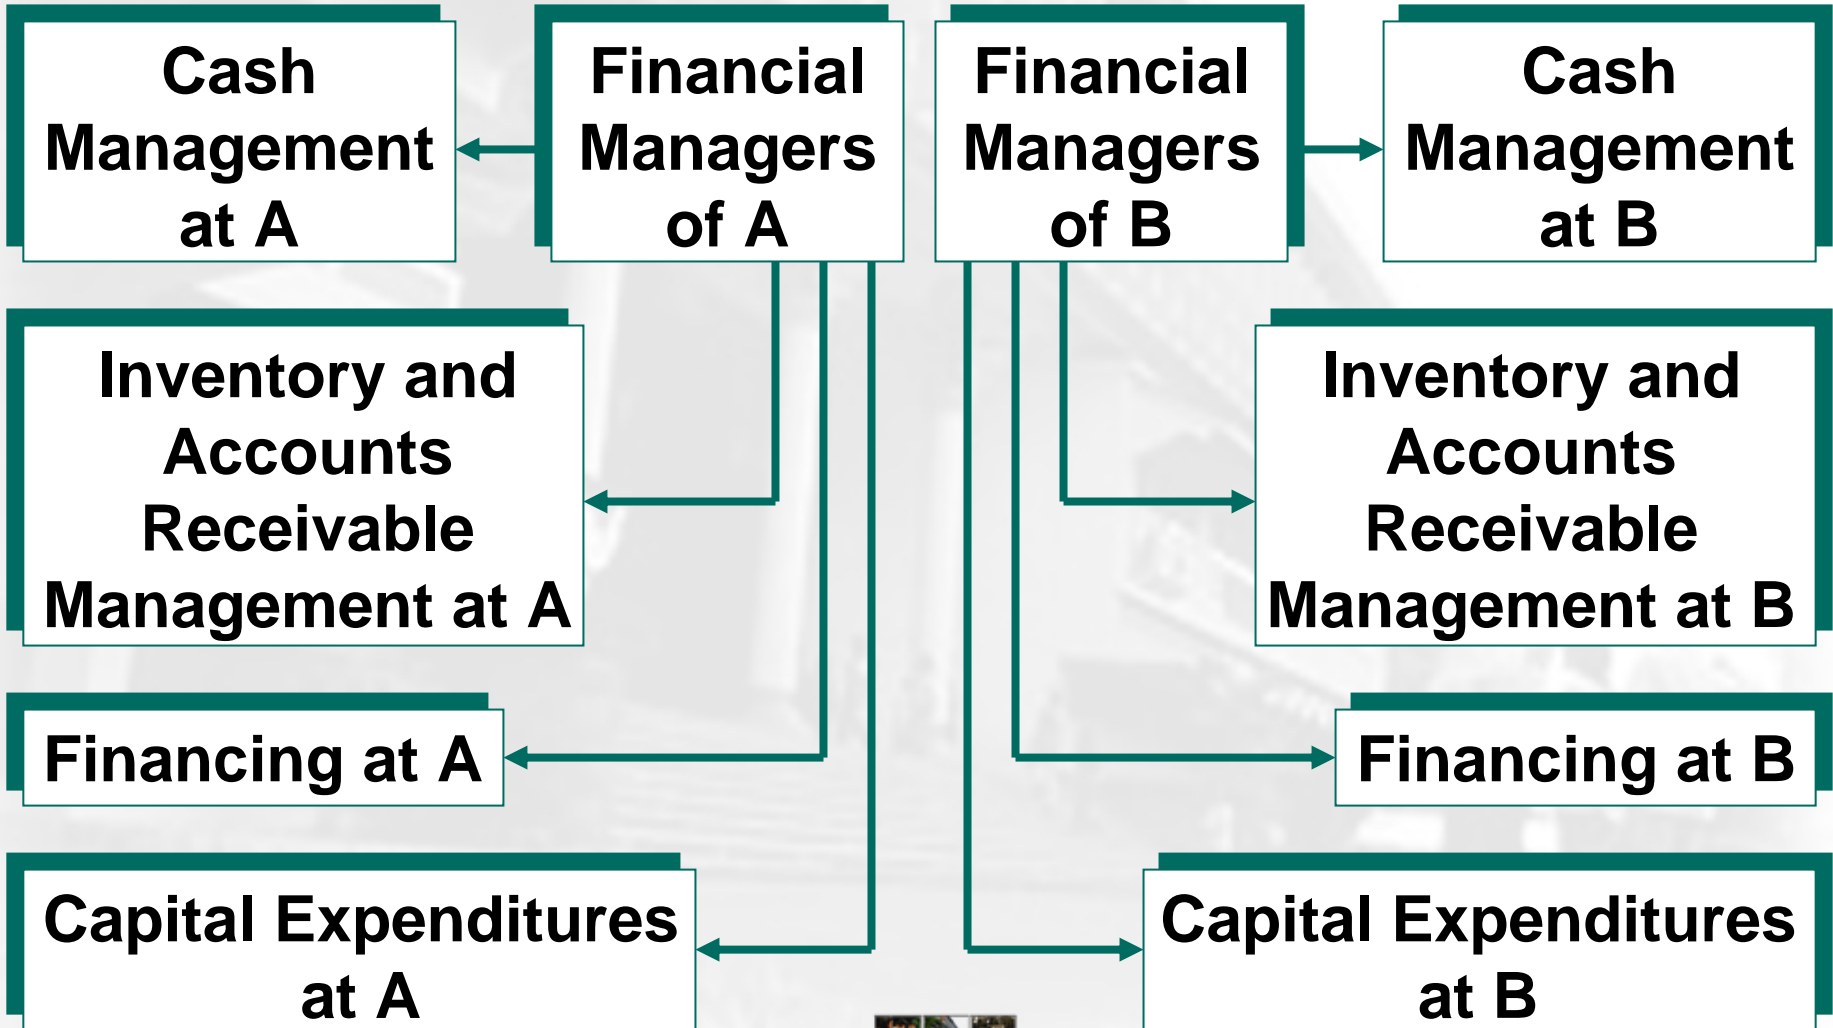 Cash
Management
at A
Financial
Managers
of A
Financial
Managers
of B
Cash
Management
at B
Inventory and
Accounts
Receivable
Management at A
Inventory and
Accounts
Receivable
Management at B
Financing at A
Financing at B
Capital Expenditures
at A
Capital Expenditures
at B